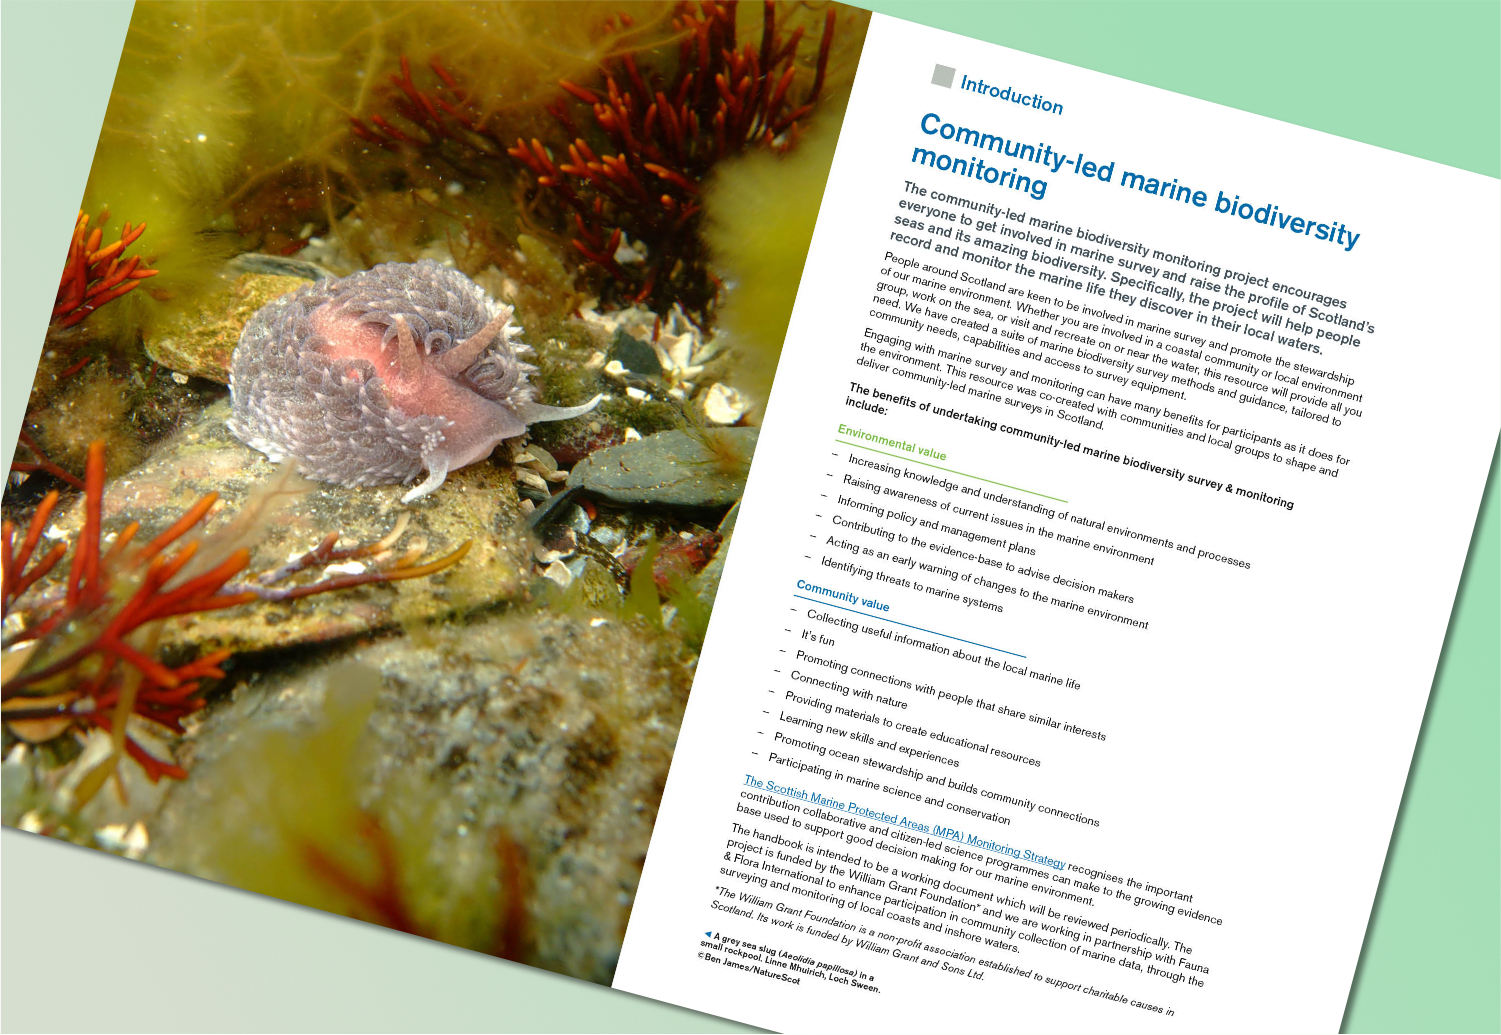 Introduction
Community-led marine biodiversity
monitoring
The community-led marine biodiversity monitoring project encourages
everyone to get involved in marine survey and raise the profile of Scotland's
seas and its amazing biodiversity. Specifically, the project will help people
record and monitor the marine life they discover in their local waters.
People around Scotland are keen to be involved in marine survey and promote the stewardship
of our marine environment. Whether you are involved in a coastal community or local environment
group, work on the sea, or visit and recreate on or near the water, this resource will provide all you
need. We have created a suite of marine biodiversity survey methods and guidance, tailored to
community needs, capabilities and access to survey equipment.
Engaging with marine survey and monitoring can have many benefits for participants as it does for
the environment. This resource was co-created with communities and local groups to shape and
deliver community-led marine surveys in Scotland.
The benefits of undertaking community-led marine biodiversity survey & monitoring
include:
Environmental value
– Increasing knowledge and understanding of natural environments and processes
– Raising awareness of current issues in the marine environment
– Informing policy and management plans
– Contributing to the evidence-base to advise decision makers
– Acting as an early warning of changes to the marine environment
– Identifying threats to marine systems
Community value
– Collecting useful information about the local marine life
– It's fun
– Promoting connections with people that share similar interests
– Connecting with nature
– Providing materials to create educational resources
– Learning new skills and experiences
– Promoting ocean stewardship and builds community connections
– Participating in marine science and conservation
The Scottish Marine Protected Areas (MPA) Monitoring Strategy recognises the important
contribution collaborative and citizen-led science programmes can make to the growing evidence
base used to support good decision making for our marine environment.
The handbook is intended to be a working document which will be reviewed periodically. The
project is funded by the William Grant Foundation* and we are working in partnership with Fauna
& Flora International to enhance participation in community collection of marine data, through the
surveying and monitoring of local coasts and inshore waters.
*The William Grant Foundation is a non-profit association established to support charitable causes in
Scotland. Its work is funded by William Grant and Sons Ltd.
◀ A grey sea slug (Aeolidia papillosa) in a
small rockpool. Linne Mhuirich, Loch Sween.
©Ben James/NatureScot